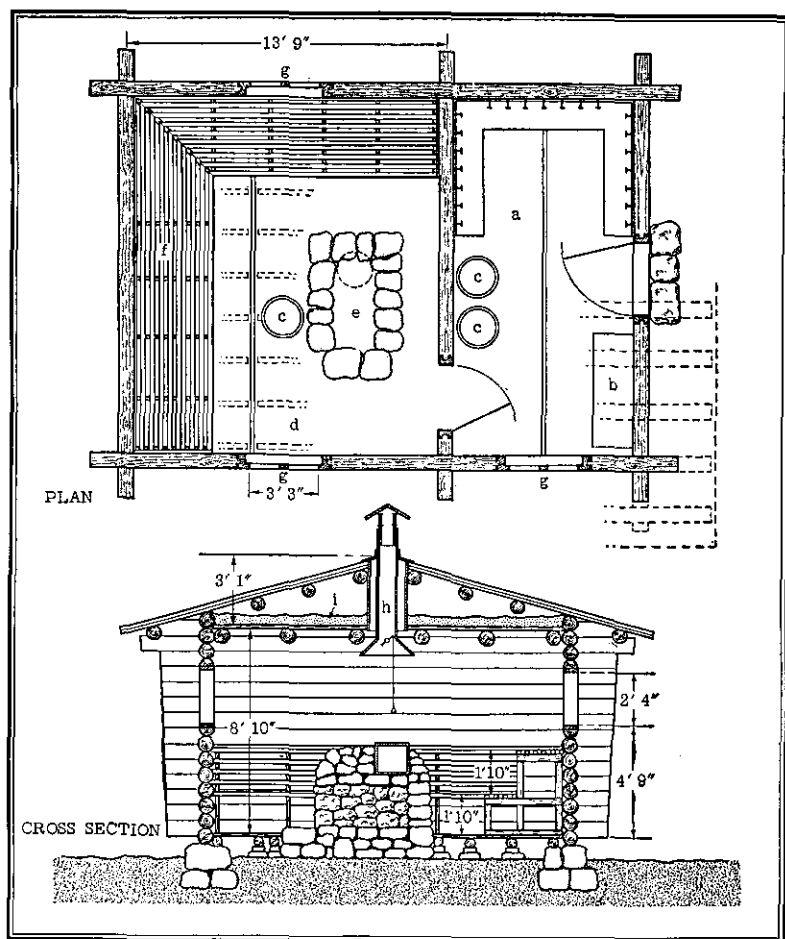 13' 9"
g
a
f
c
c
e
c
b
d
g
g
3' 3"
PLAN
3' 1"
i
h
2' 4"
8' 10"
1'10"
4' 9"
1'10"
CROSS SECTION